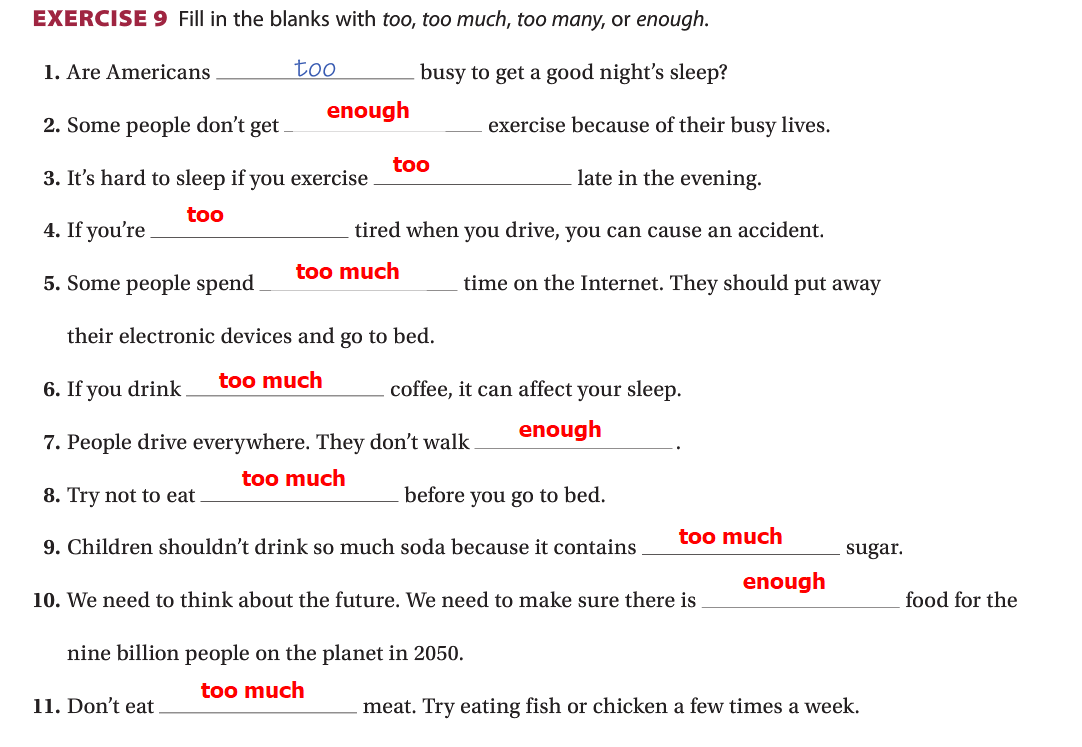 EXERCISE 9 Fill in the blanks with too, too much, too many, or enough.
1. Are Americans too busy to get a good night's sleep?
2. Some people don't get enough exercise because of their busy lives.
3. It's hard to sleep if you exercise too late in the evening.
4. If you're too tired when you drive, you can cause an accident.
5. Some people spend too much time on the Internet. They should put away
their electronic devices and go to bed.
6. If you drink too much coffee, it can affect your sleep.
7. People drive everywhere. They don't walk enough.
8. Try not to eat too much before you go to bed.
9. Children shouldn't drink so much soda because it contains too much sugar.
10. We need to think about the future. We need to make sure there is enough food for the
nine billion people on the planet in 2050.
11. Don't eat too much meat. Try eating fish or chicken a few times a week.